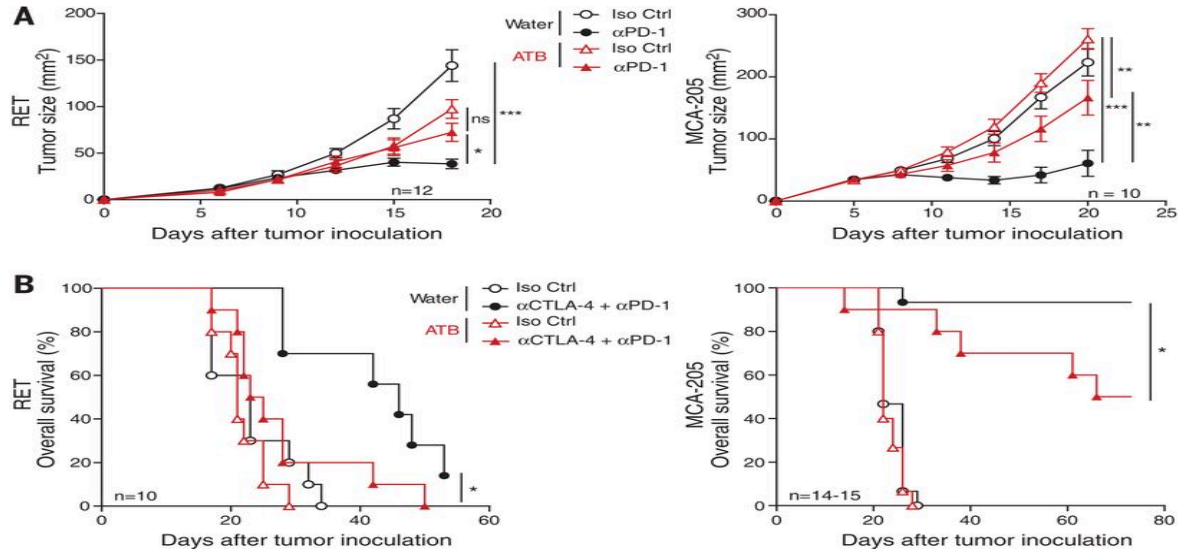 A
RET
Tumor size (mm2)
150
100
50
0
0 5 10 15 20
Days after tumor inoculation
n=12
ns
*
***
Water
Iso Ctrl
αPD-1
ATB
Iso Ctrl
αPD-1
MCA-205
Tumor size (mm2)
300
200
100
0
0 5 10 15 20 25
Days after tumor inoculation
n = 10
**
***
**
B
RET
Overall survival (%)
100
80
60
40
20
0
0 20 40 60
Days after tumor inoculation
n=10
*
Water
Iso Ctrl
αCTLA-4 + αPD-1
ATB
Iso Ctrl
αCTLA-4 + αPD-1
MCA-205
Overall survival (%)
100
80
60
40
20
0
0 20 40 60 80
Days after tumor inoculation
n=14-15
*